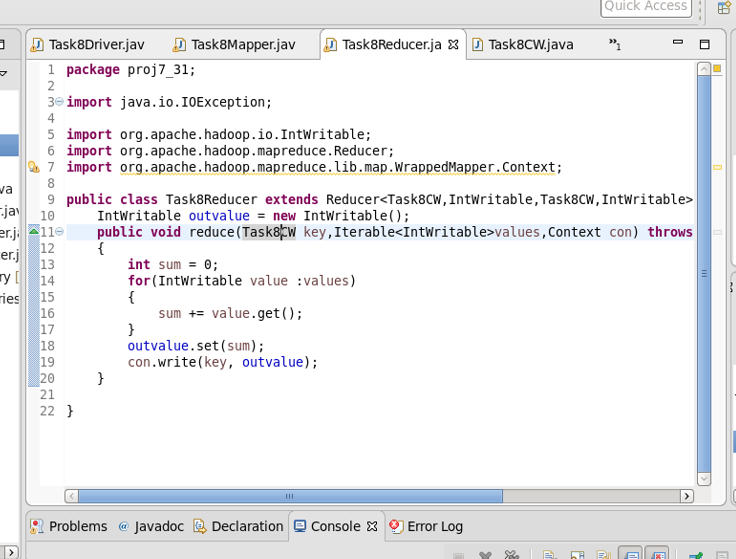 Quick Access
Task8Driver.jav
Task8Mapper.jav
Task8Reducer.ja
Task8CW.java
»1
1 package proj7_31;
2
3 import java.io.IOException;
4
5 import org.apache.hadoop.io.IntWritable;
6 import org.apache.hadoop.mapreduce.Reducer;
7 import org.apache.hadoop.mapreduce.lib.map.WrappedMapper.Context;
8
9 public class Task8Reducer extends Reducer<Task8CW,IntWritable,Task8CW,IntWritable>
10 IntWritable outvalue = new IntWritable();
11 public void reduce(Task8CW key,Iterable<IntWritable>values,Context con) throws
12 {
13 int sum = 0;
14 for(IntWritable value :values)
15 {
16 sum += value.get();
17 }
18 outvalue.set(sum);
19 con.write(key, outvalue);
20 }
21
22 }
va
.jav
er.ja
cer.j
ry [
ries
Problems
@ Javadoc
Declaration
Console
Error Log